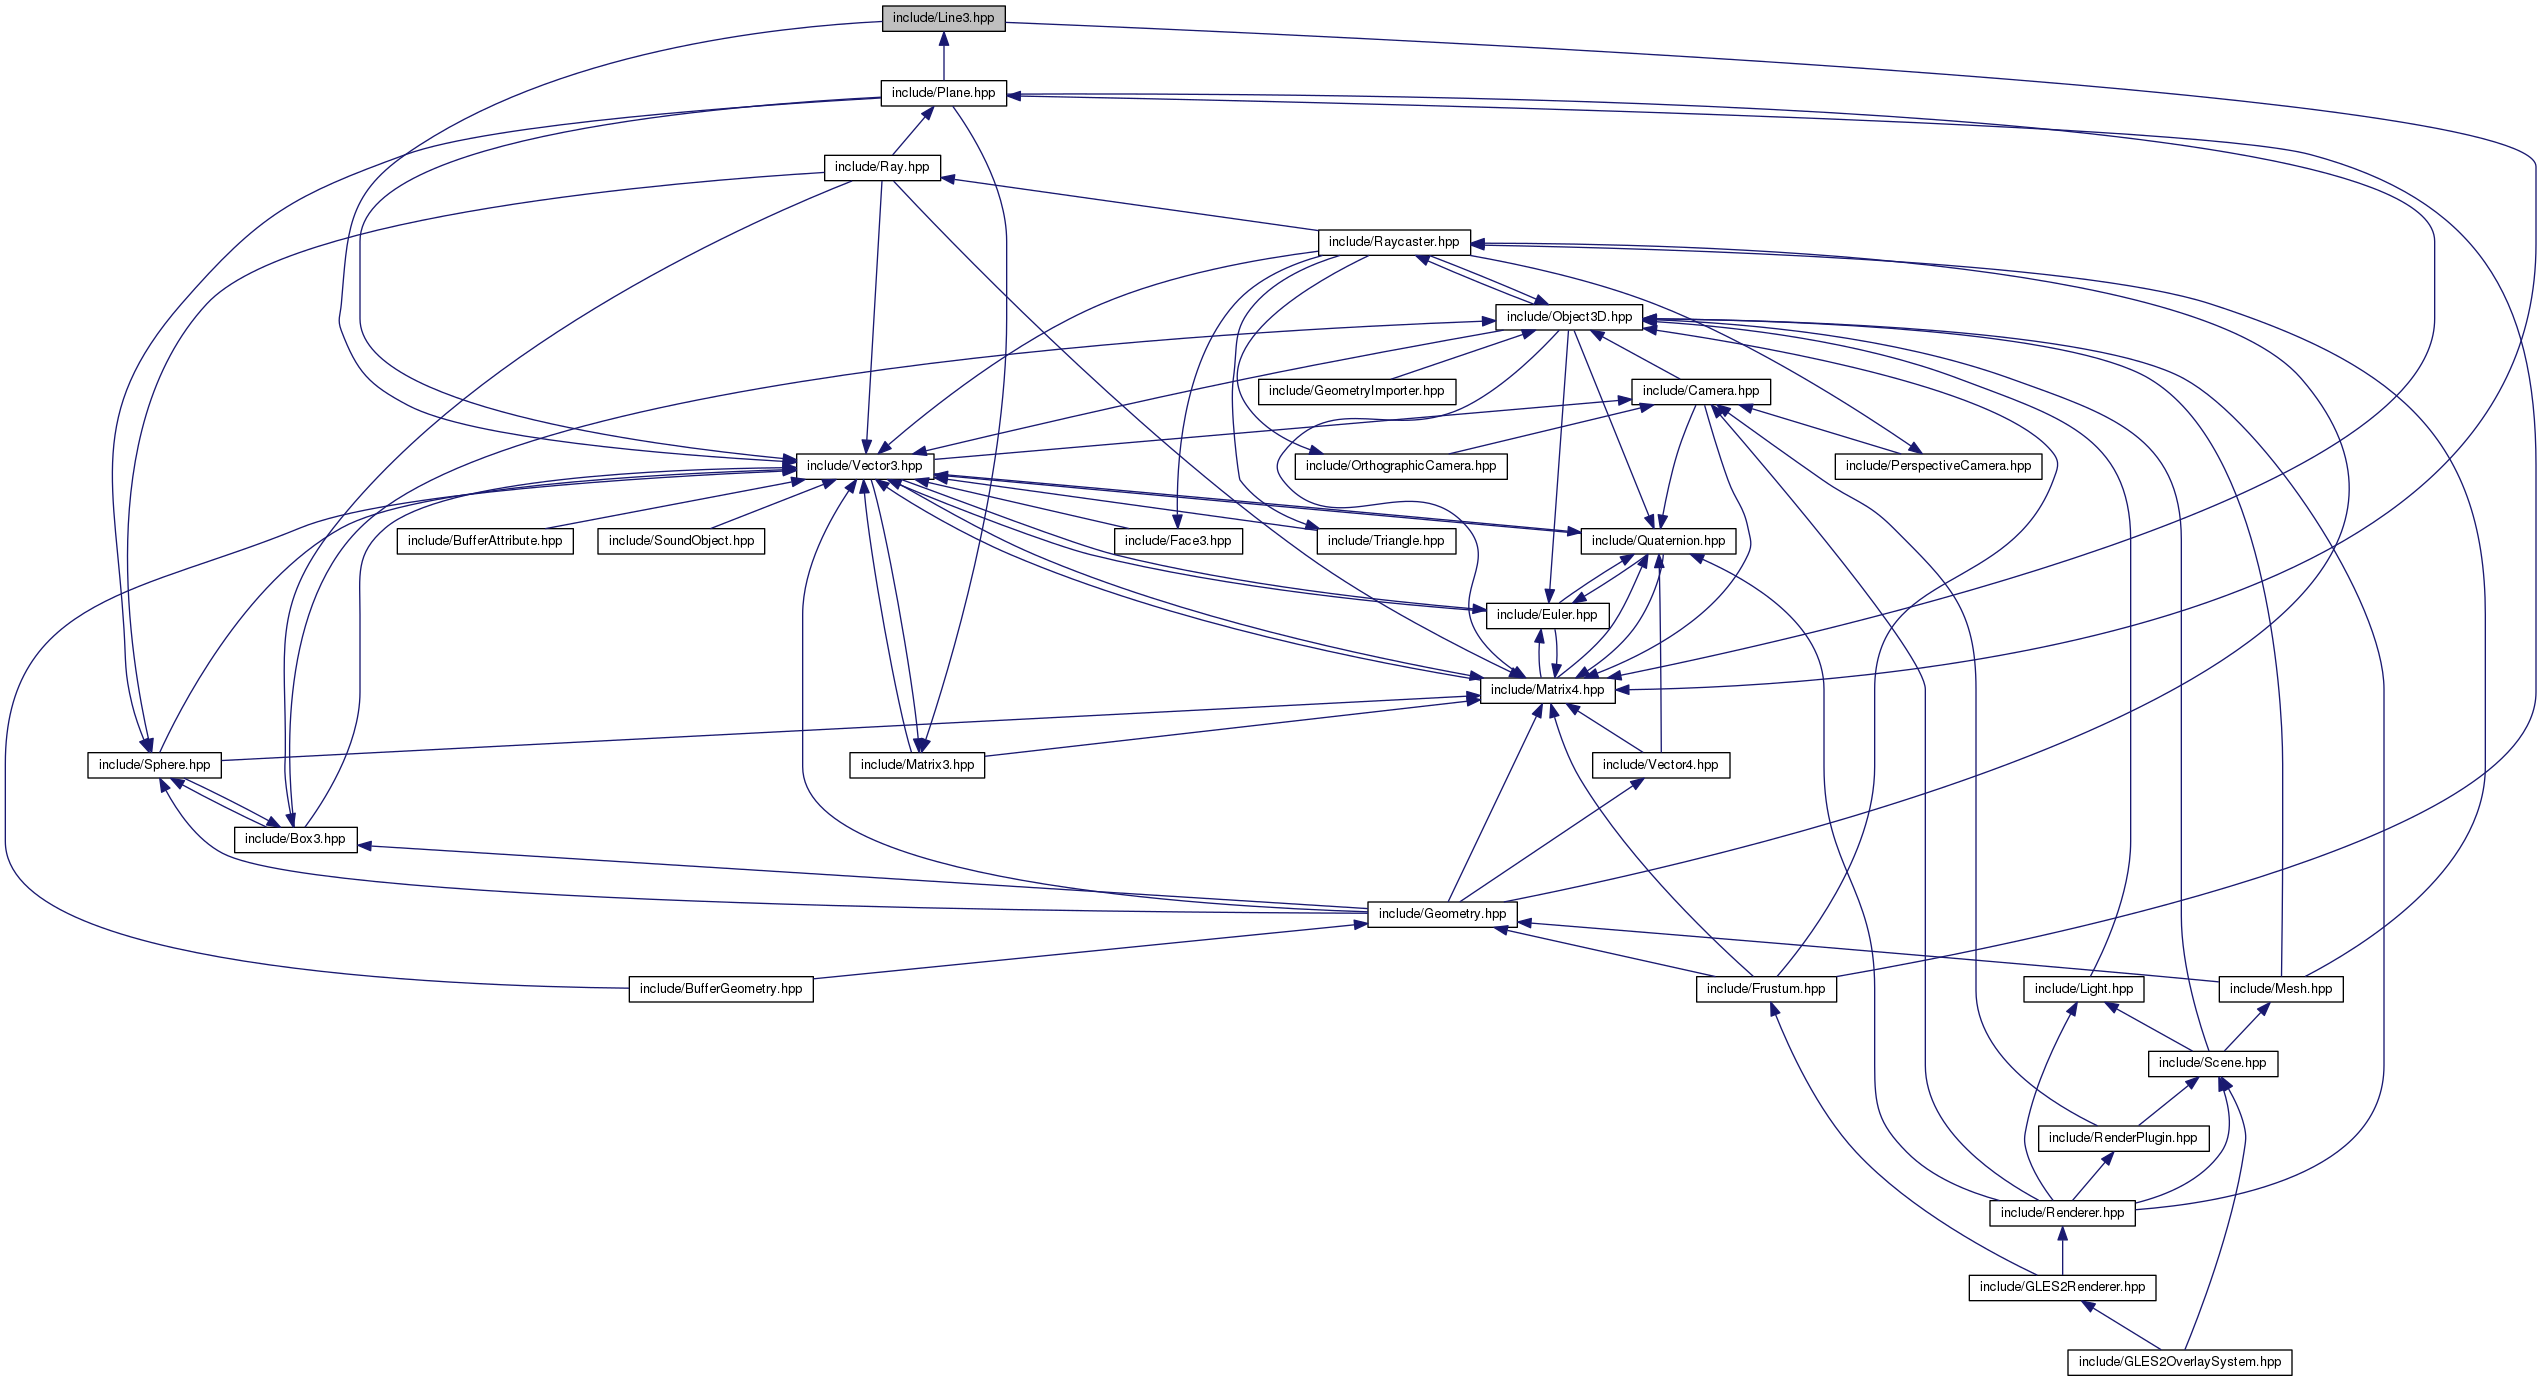 include/Line3.hpp
include/Plane.hpp
include/Ray.hpp
include/Raycaster.hpp
include/Object3D.hpp
include/GeometryImporter.hpp
include/Camera.hpp
include/Vector3.hpp
include/OrthographicCamera.hpp
include/PerspectiveCamera.hpp
include/BufferAttribute.hpp
include/SoundObject.hpp
include/Face3.hpp
include/Triangle.hpp
include/Quaternion.hpp
include/Euler.hpp
include/Matrix4.hpp
include/Sphere.hpp
include/Matrix3.hpp
include/Vector4.hpp
include/Box3.hpp
include/Geometry.hpp
include/BufferGeometry.hpp
include/Frustum.hpp
include/Light.hpp
include/Mesh.hpp
include/Scene.hpp
include/RenderPlugin.hpp
include/Renderer.hpp
include/GLES2Renderer.hpp
include/GLES2OverlaySystem.hpp